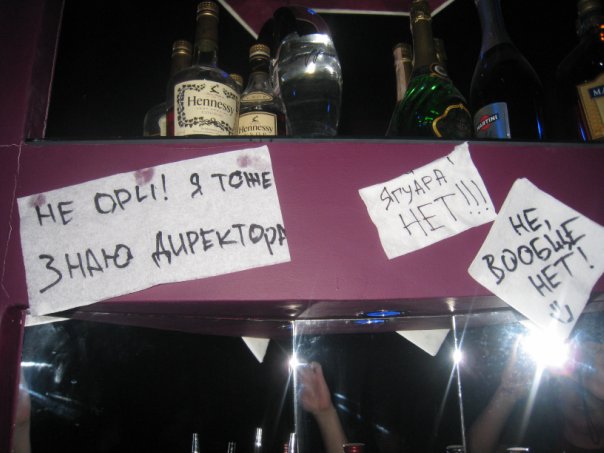 Hennessy
Hennessy
MARTINI
НЕ ОРИ! Я ТОЖЕ
ЗНАЮ ДИРЕКТОРА
ЯГУАРА
НЕТ!!!
НЕ,
ВООБЩЕ
НЕТ!